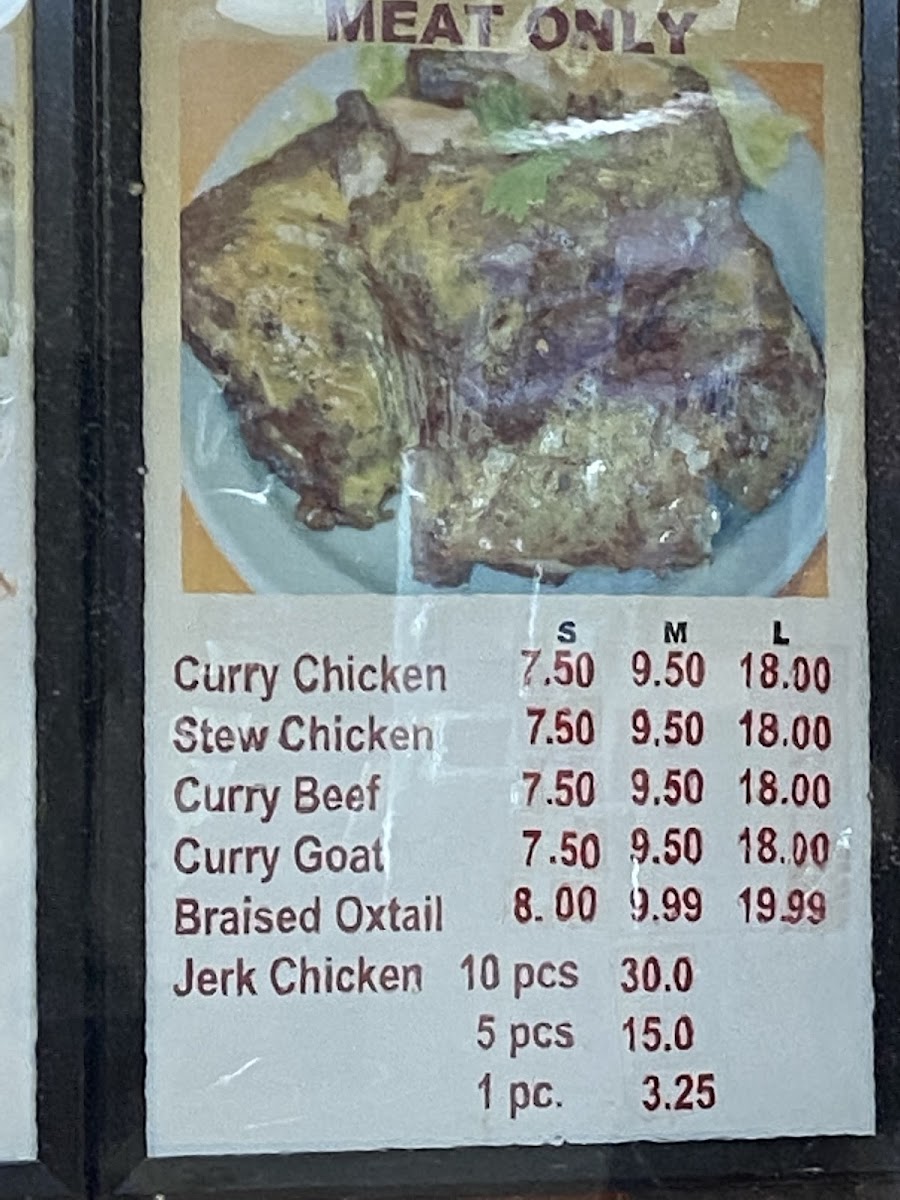 MEAT ONLY
S M L
Curry Chicken 7.50 9.50 18.00
Stew Chicken 7.50 9.50 18.00
Curry Beef 7.50 9.50 18.00
Curry Goat 7.50 9.50 18.00
Braised Oxtail 8.00 9.99 19.99
Jerk Chicken 10 pcs 30.0
5 pcs 15.0
1 pc. 3.25